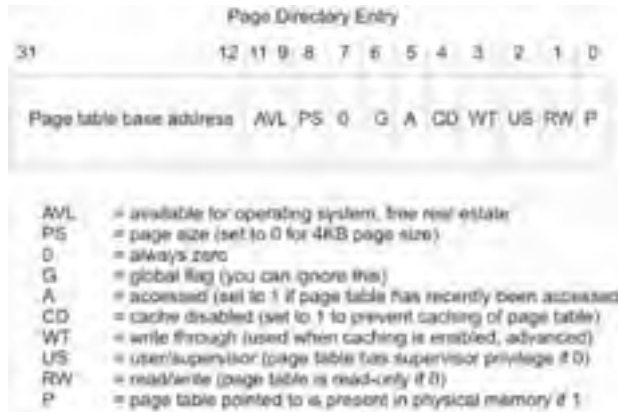 Page Directory Entry
31 12 11 9 8 7 6 5 4 3 2 1 0
Page table base address AVL PS 0 G A CD WT US RW P
AVL = available for operating system, free real estate
PS = page size (set to 0 for 4KB page size)
0 = always zero
G = global flag (you can ignore this)
A = accessed (set to 1 if page table has recently been accessed
CD = cache disabled (set to 1 to prevent caching of page table)
WT = write through (used when caching is enabled, advanced)
US = user/supervisor (page table has supervisor privilege if 0)
RW = read/write (page table is read-only if 0)
P = page table pointed to is present in physical memory if 1